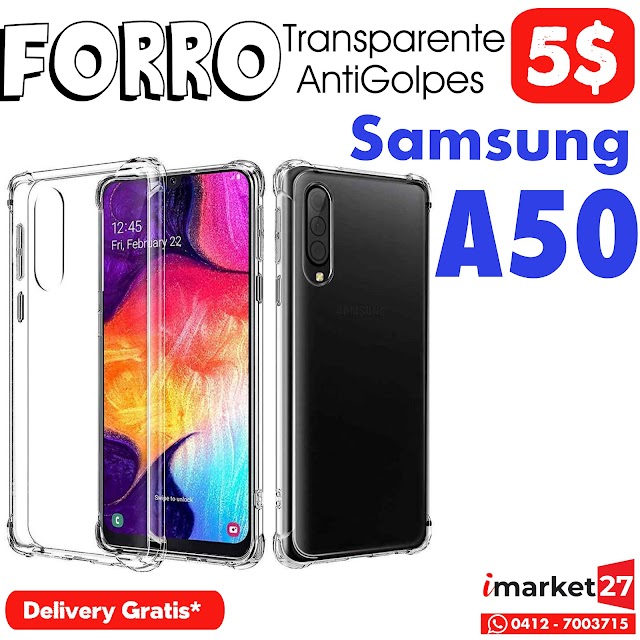 FORRO
Transparente
AntiGolpes
5$
Samsung
A50
12:45
Fri, February 22
SAMSUNG
Swipe to unlock
Delivery Gratis*
imarket27
0412 - 7003715